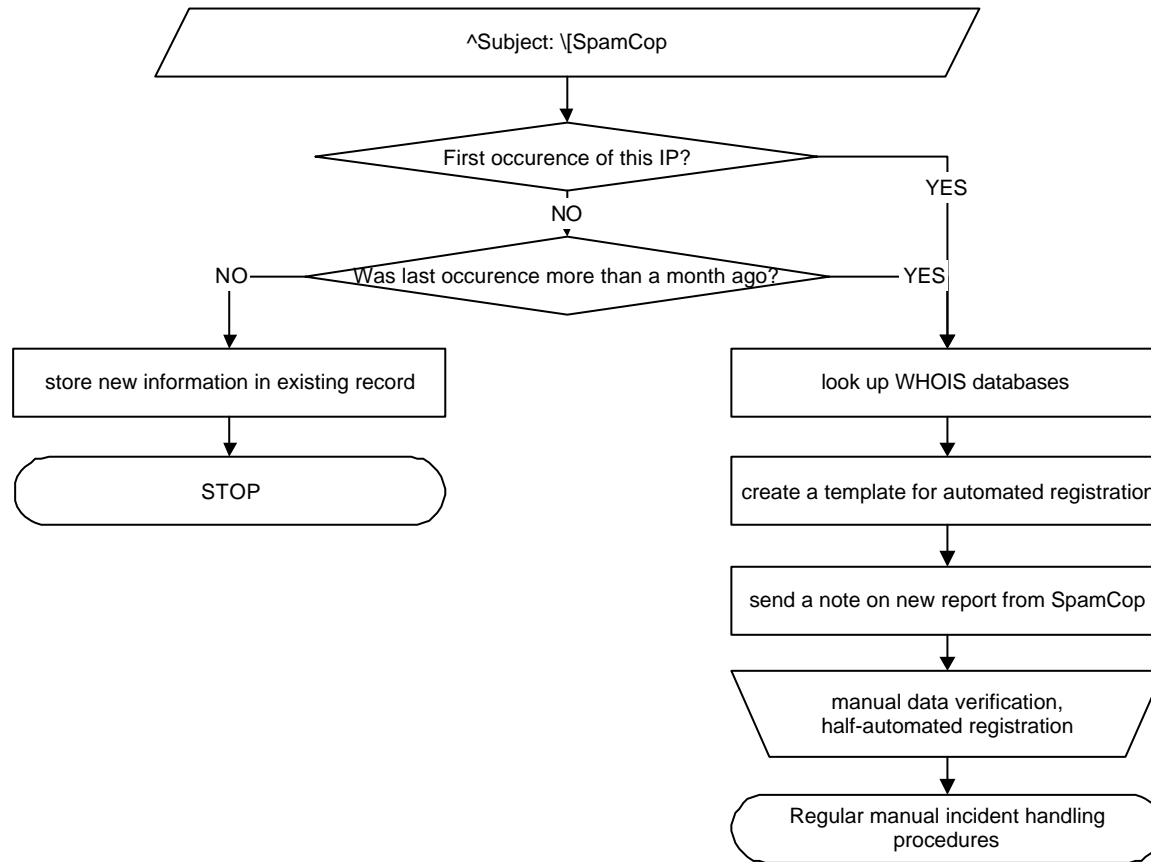 ^Subject: \[SpamCop
First occurence of this IP?
YES
NO
NO
Was last occurence more than a month ago?
YES
store new information in existing record
look up WHOIS databases
STOP
create a template for automated registration
send a note on new report from SpamCop
manual data verification,
half-automated registration
Regular manual incident handling
procedures